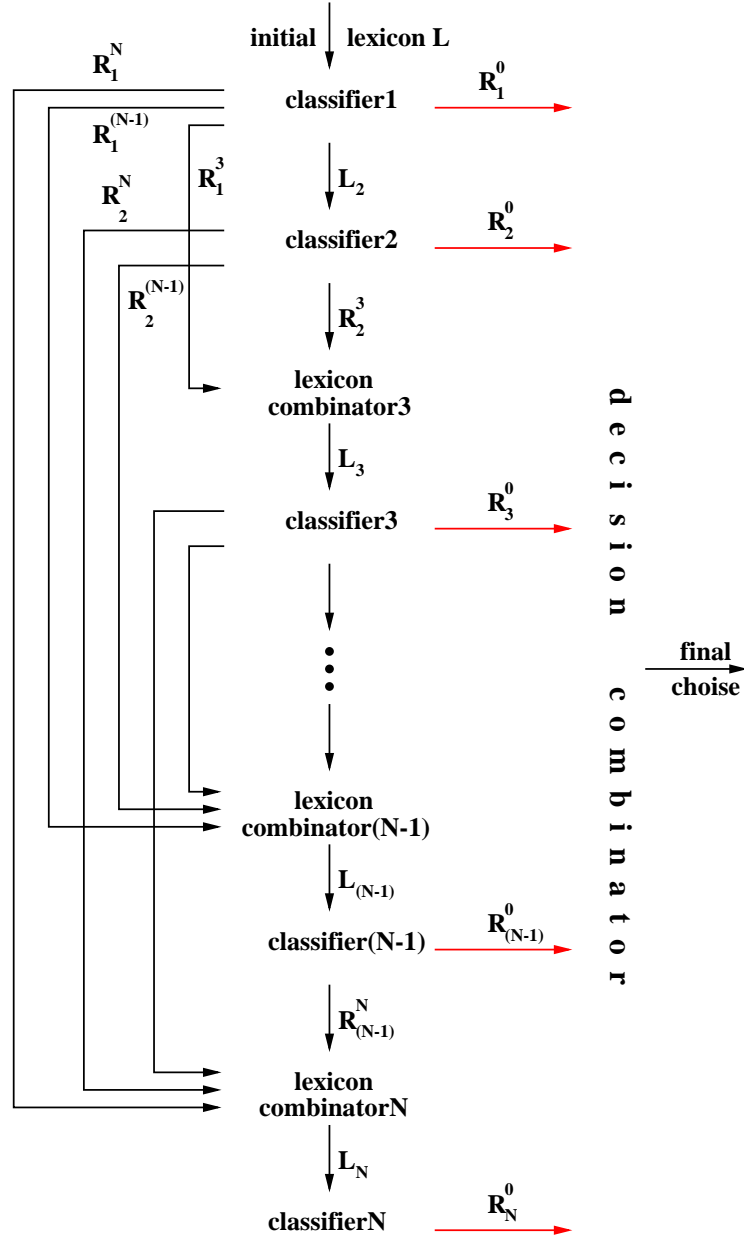 initial lexicon L
R_1^N
classifier1
R_1^0
R_1^(N-1)
R_1^3
L_2
R_2^N
classifier2
R_2^0
R_2^(N-1)
R_2^3
lexicon
combinator3
L_3
classifier3
R_3^0
lexicon
combinator(N-1)
L_(N-1)
classifier(N-1)
R_(N-1)^0
R_(N-1)^N
lexicon
combinatorN
L_N
classifierN
R_N^0
decision combinator
final
choise